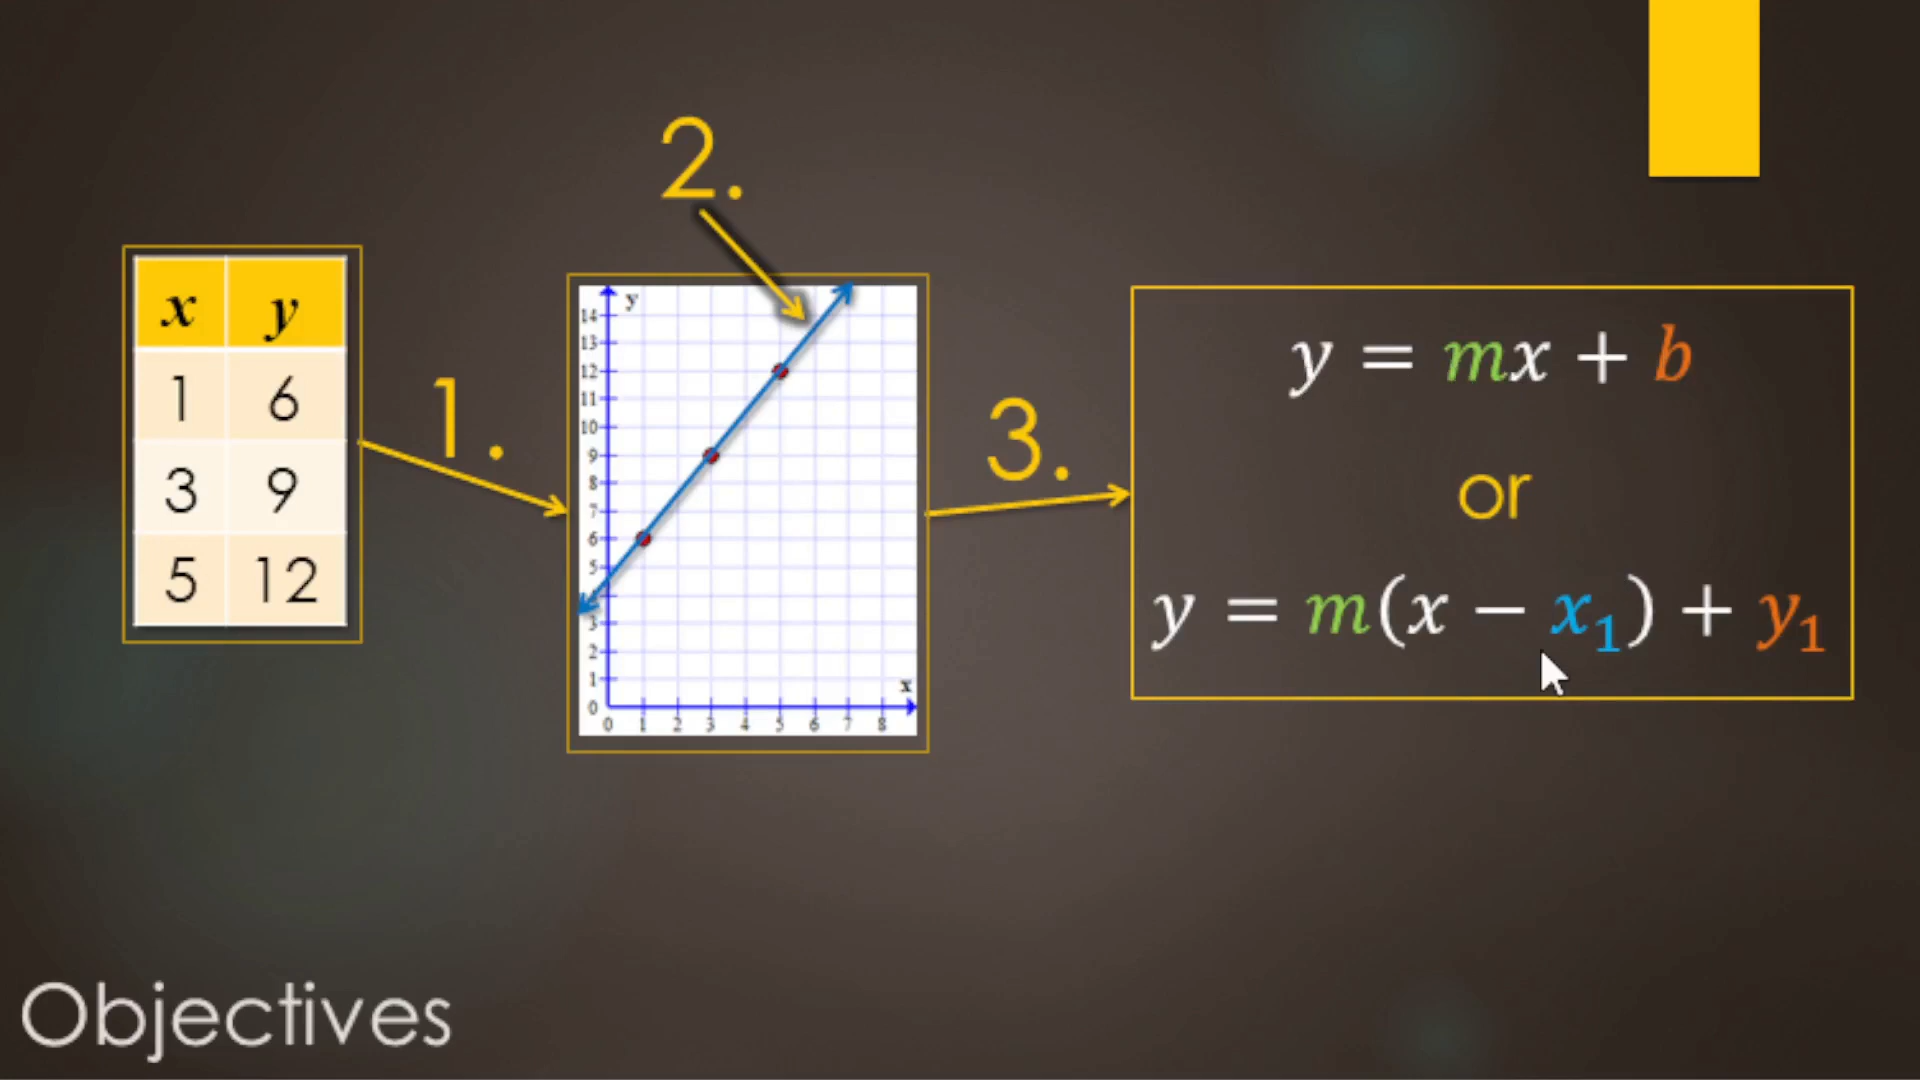 2.
x y
1 6
3 9
5 12
1.
y
14
13
12
11
10
9
8
7
6
5
3
2
1
0
x
0 1 2 3 4 5 6 7 8
3.
y = mx + b
or
y = m(x − x₁) + y₁
Objectives